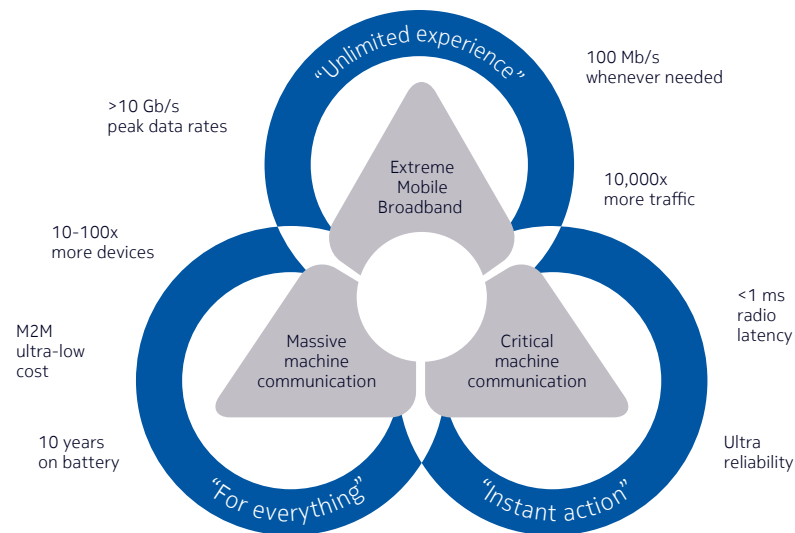 “Unlimited experience”
100 Mb/s
whenever needed
>10 Gb/s
peak data rates
Extreme
Mobile
Broadband
10,000x
more traffic
10-100x
more devices
<1 ms
radio
latency
M2M
ultra-low
cost
Massive
machine
communication
Critical
machine
communication
10 years
on battery
Ultra
reliability
“For everything”
“Instant action”